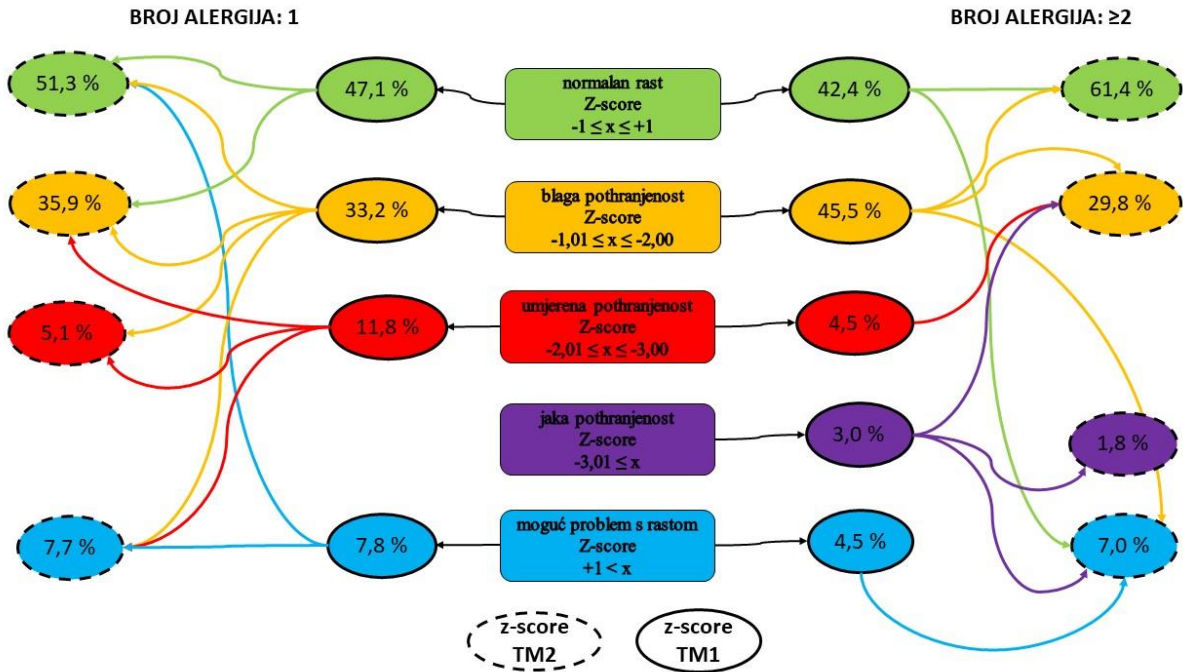 BROJ ALERGIJA: 1
BROJ ALERGIJA: ≥2
51,3 %
47,1 %
normalan rast
Z-score
-1 ≤ x ≤ +1
42,4 %
61,4 %
35,9 %
33,2 %
blaga pothranjenost
Z-score
-1,01 ≤ x ≤ -2,00
45,5 %
29,8 %
5,1 %
11,8 %
umjerena pothranjenost
Z-score
-2,01 ≤ x ≤ -3,00
4,5 %
jaka pothranjenost
Z-score
-3,01 ≤ x
3,0 %
1,8 %
7,7 %
7,8 %
moguć problem s rastom
Z-score
+1 < x
4,5 %
7,0 %
z-score
TM2
z-score
TM1